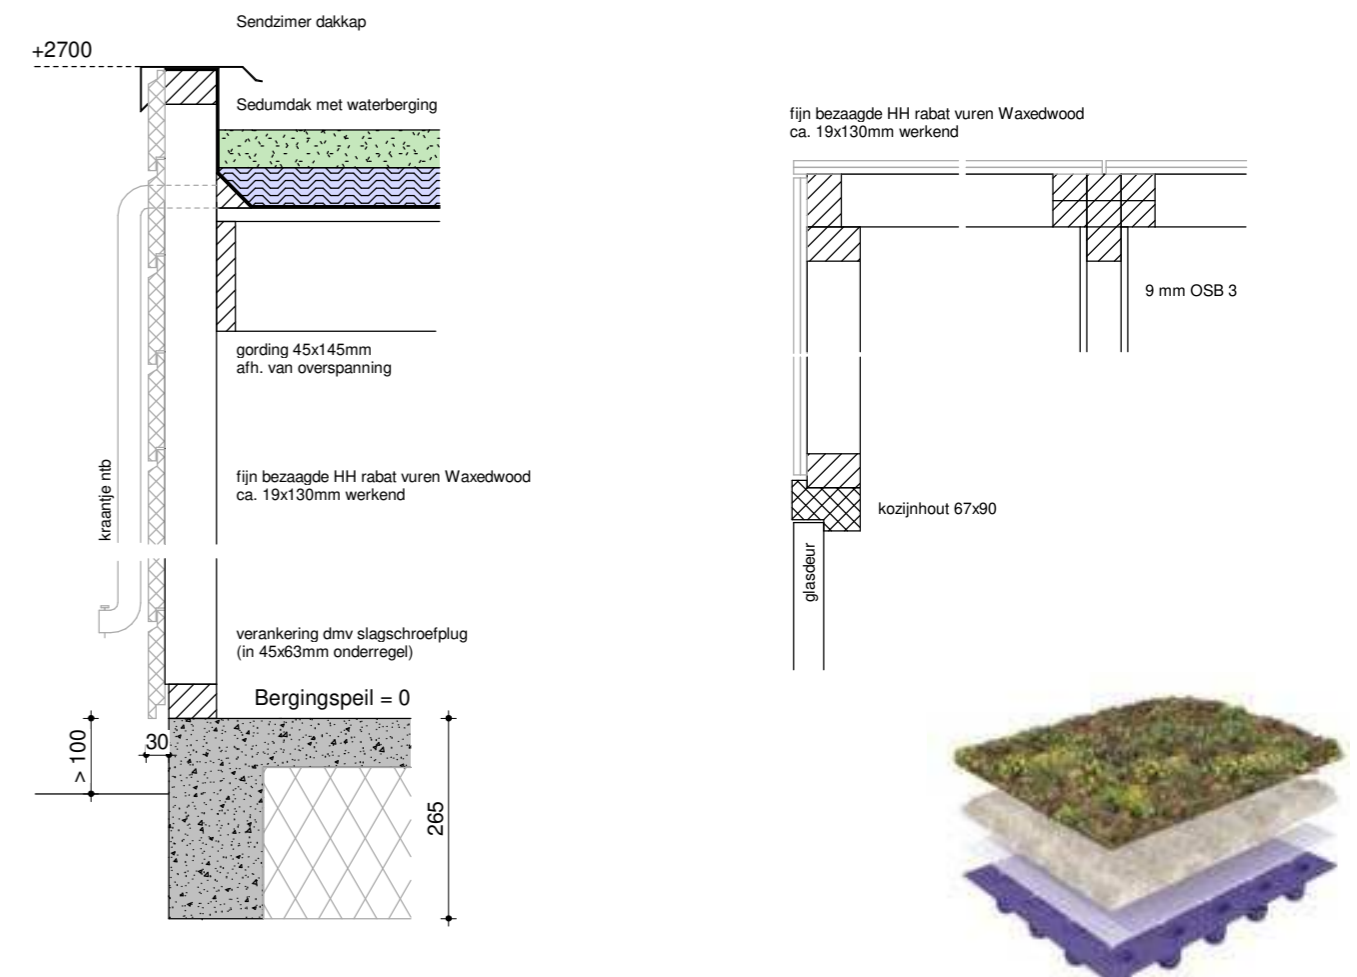 Sendzimer dakkap
+2700
Sedumdak met waterberging
gording 45x145mm
afh. van overspanning
kraantje ntb
fijn bezaagde HH rabat vuren Waxedwood
ca. 19x130mm werkend
verankering dmv slagschroefplug
(in 45x63mm onderregel)
Bergingspeil = 0
> 100
30
265
fijn bezaagde HH rabat vuren Waxedwood
ca. 19x130mm werkend
9 mm OSB 3
kozijnhout 67x90
glasdeur